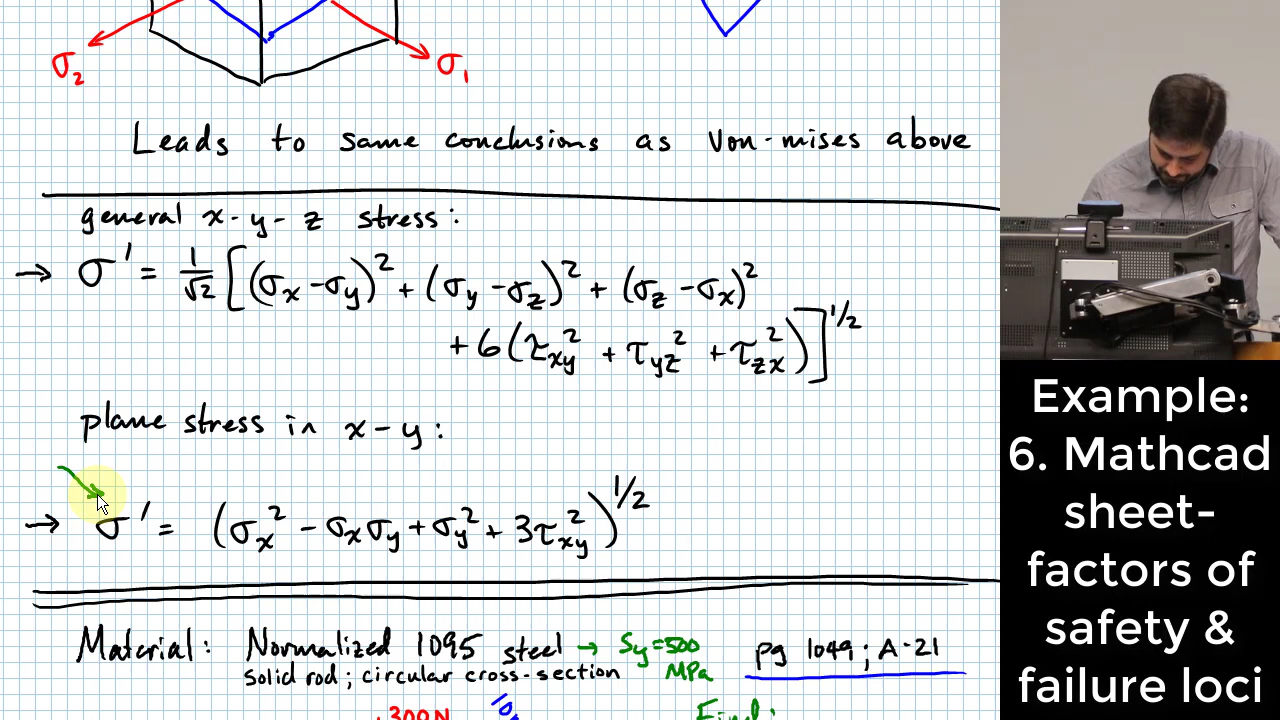 σ₂ σ₁
Leads to same conclusions as von-mises above
general x-y-z stress:
→ σ' = 1/√2 [(σx - σy)² + (σy - σz)² + (σz - σx)²
+ 6(τxy² + τyz² + τzx²)]^1/2
plane stress in x-y:
→ σ' = (σx² - σxσy + σy² + 3τxy²)^1/2
Material: Normalized 1095 steel → Sy=500 MPa pg 1049; A-21
solid rod; circular cross-section
300N
Find:
Example:
6. Mathcad
sheet-
factors of
safety &
failure loci